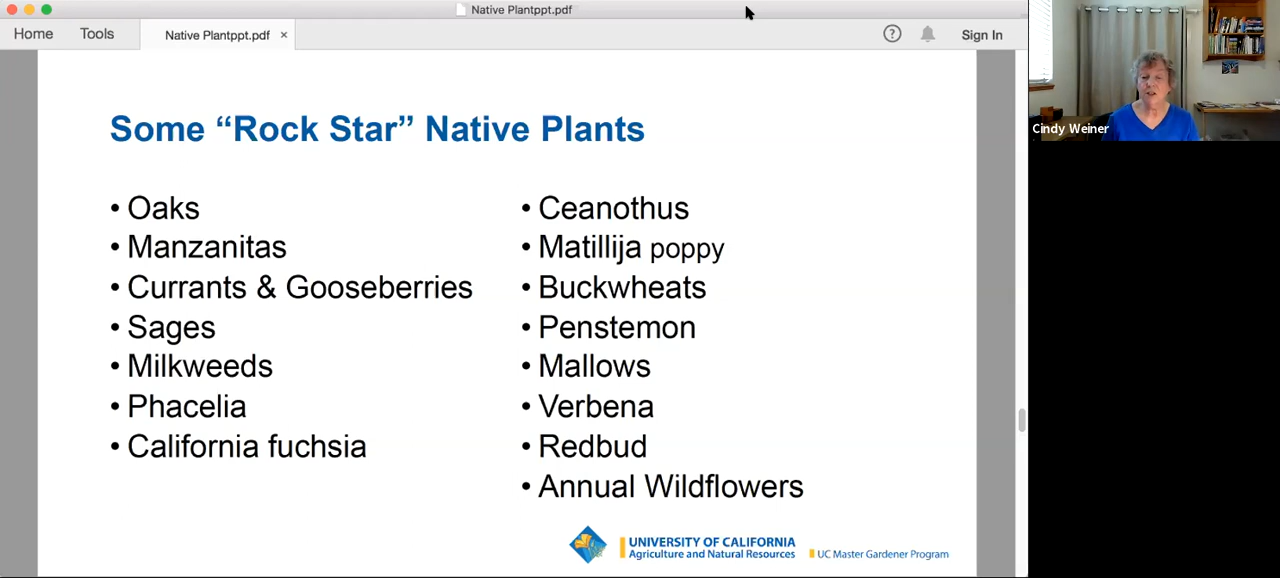 Native Plantppt.pdf
Home Tools Native Plantppt.pdf × ? Sign In
Some “Rock Star” Native Plants
• Oaks
• Manzanitas
• Currants & Gooseberries
• Sages
• Milkweeds
• Phacelia
• California fuchsia
• Ceanothus
• Matillija poppy
• Buckwheats
• Penstemon
• Mallows
• Verbena
• Redbud
• Annual Wildflowers
UNIVERSITY OF CALIFORNIA
Agriculture and Natural Resources
UC Master Gardener Program
Cindy Weiner